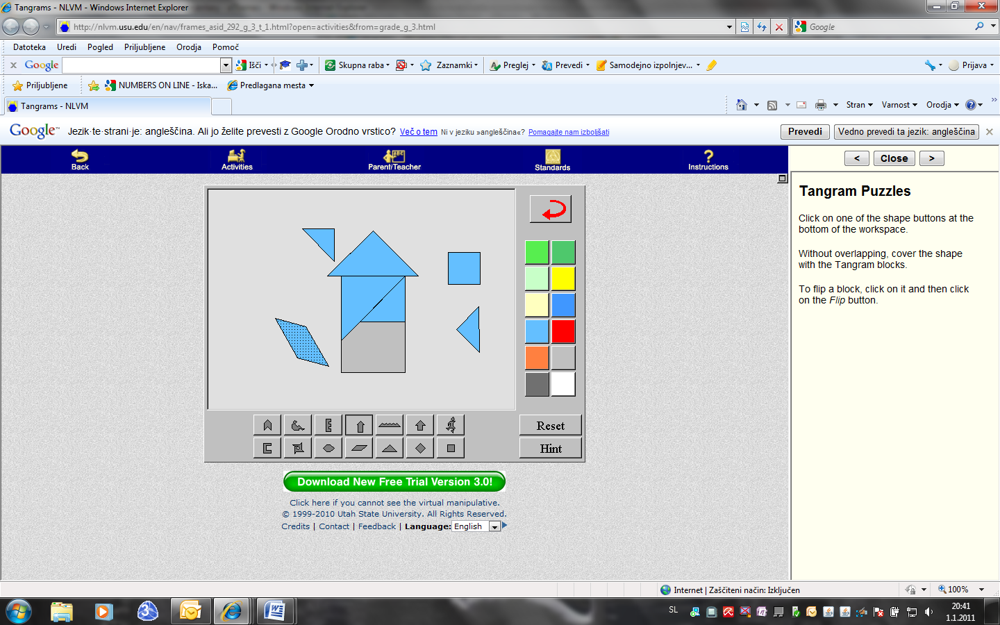 Tangrams - NLVM - Windows Internet Explorer
http://nlvm.usu.edu/en/nav/frames_asid_292_g_3_t_1.html?open=activities&from=grade_g_3.html
Google
Datoteka Uredi Pogled Priljubljene Orodja Pomoč
Google Išči Skupna raba Zaznamki Preglej Prevedi Samodejno izpolnjev... Prijava
Priljubljene NUMBERS ON LINE - Iska... Predlagana mesta
Tangrams - NLVM Stran Varnost Orodja
Google™ Jezik·te·strani·je: angleščina. Ali jo želite prevesti z Google Orodno vrstico? Več o tem Ni v jeziku »angleščina«? Pomagajte nam izboljšati Prevedi Vedno prevedi ta jezik: angleščina
Back Activities Parent/Teacher Standards Instructions
ABC
< Close >
Tangram Puzzles
Click on one of the shape buttons at the
bottom of the workspace.
Without overlapping, cover the shape
with the Tangram blocks.
To flip a block, click on it and then click
on the Flip button.
Reset
Hint
Download New Free Trial Version 3.0!
Click here if you cannot see the virtual manipulative.
© 1999-2010 Utah State University. All Rights Reserved.
Credits | Contact | Feedback | Language: English
Internet | Zaščiteni način: Izključen 100%
SL 20:41
1.1.2011